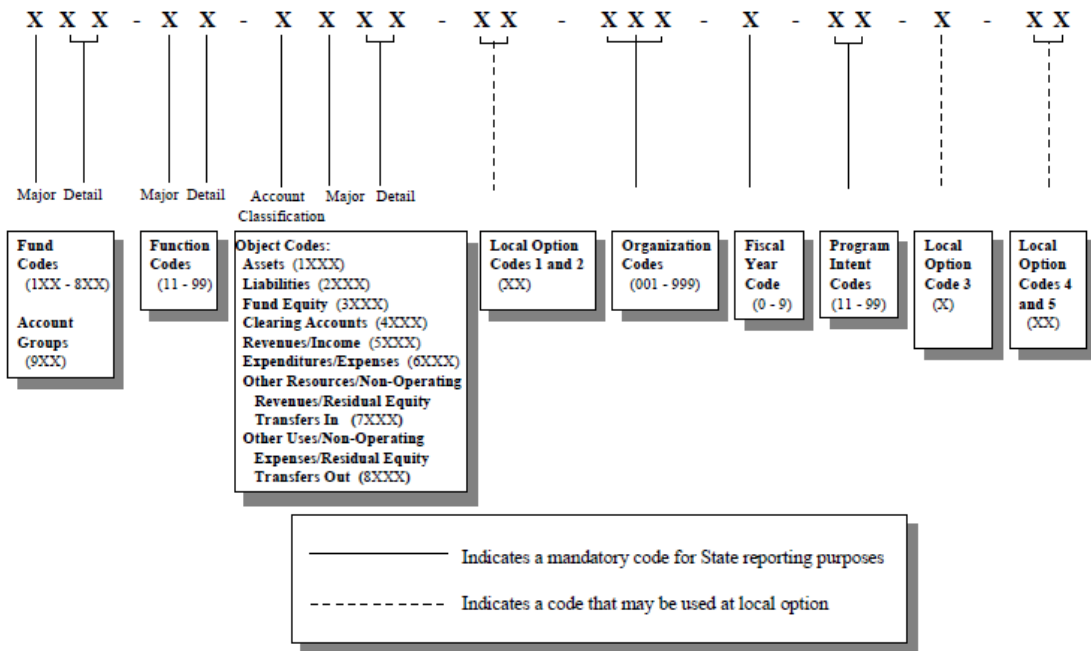 X X X - X X - X X X X - X X - X X X - X - X X - X - X X
Major Detail
Major Detail
Account Classification
Major Detail
Fund
Codes
(1XX - 8XX)
Account
Groups
(9XX)
Function
Codes
(11 - 99)
Object Codes:
Assets (1XXX)
Liabilities (2XXX)
Fund Equity (3XXX)
Clearing Accounts (4XXX)
Revenues/Income (5XXX)
Expenditures/Expenses (6XXX)
Other Resources/Non-Operating
Revenues/Residual Equity
Transfers In (7XXX)
Other Uses/Non-Operating
Expenses/Residual Equity
Transfers Out (8XXX)
Local Option
Codes 1 and 2
(XX)
Organization
Codes
(001 - 999)
Fiscal
Year
Code
(0 - 9)
Program
Intent
Codes
(11 - 99)
Local
Option
Code 3
(X)
Local
Option
Codes 4
and 5
(XX)
Indicates a mandatory code for State reporting purposes
Indicates a code that may be used at local option